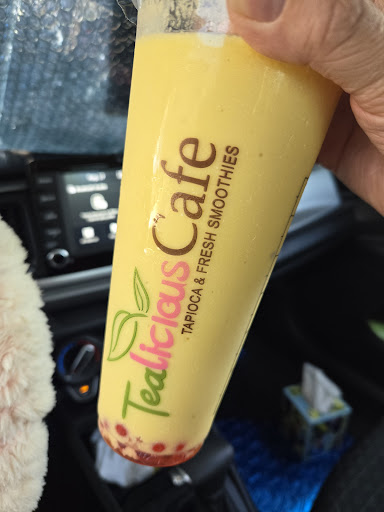 Tealicious Cafe
TAPIOCA & FRESH SMOOTHIES